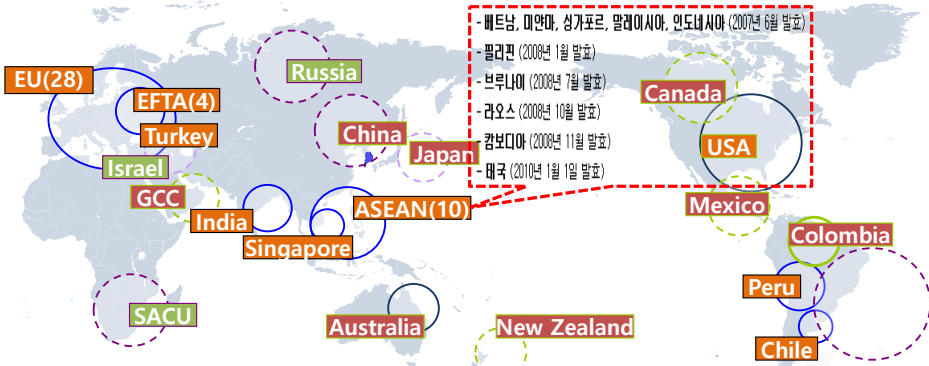 - 베트남, 미얀마, 싱가포르, 말레이시아, 인도네시아 (2007년 6월 발효)
- 필리핀 (2008년 1월 발효)
- 브루나이 (2008년 7월 발효)
- 라오스 (2008년 10월 발효)
- 캄보디아 (2008년 11월 발효)
- 태국 (2010년 1월 1일 발효)
EU(28)
EFTA(4)
Turkey
Israel
GCC
Russia
China
Japan
India
Singapore
ASEAN(10)
SACU
Australia
New Zealand
Canada
USA
Mexico
Colombia
Peru
Chile